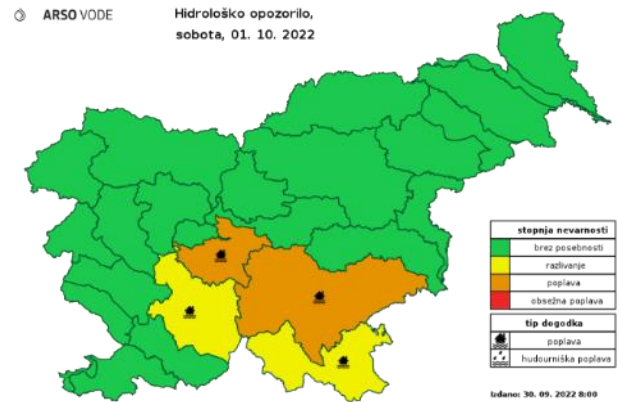 ARSO VODE
Hidrološko opozorilo,
sobota, 01. 10. 2022
stopnja nevarnosti
brez posebnosti
razlivanje
poplava
obsežna poplava
tip dogodka
poplava
hudourniška poplava
Izdano: 30. 09. 2022 8:00